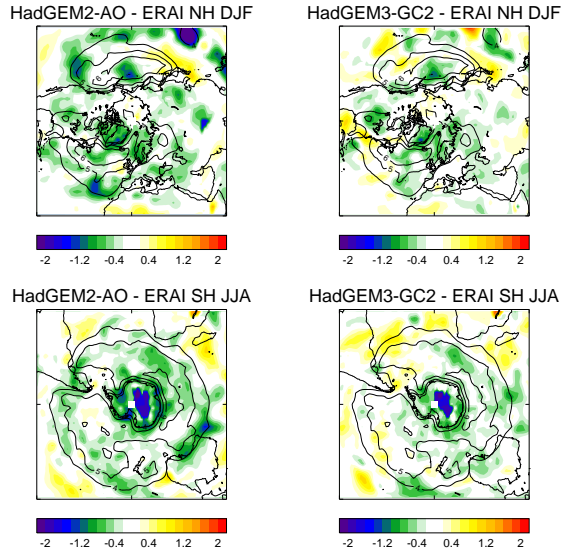 HadGEM2-AO - ERAI NH DJF
HadGEM3-GC2 - ERAI NH DJF
-2 -1.2 -0.4 0.4 1.2 2
-2 -1.2 -0.4 0.4 1.2 2
HadGEM2-AO - ERAI SH JJA
HadGEM3-GC2 - ERAI SH JJA
-2 -1.2 -0.4 0.4 1.2 2
-2 -1.2 -0.4 0.4 1.2 2